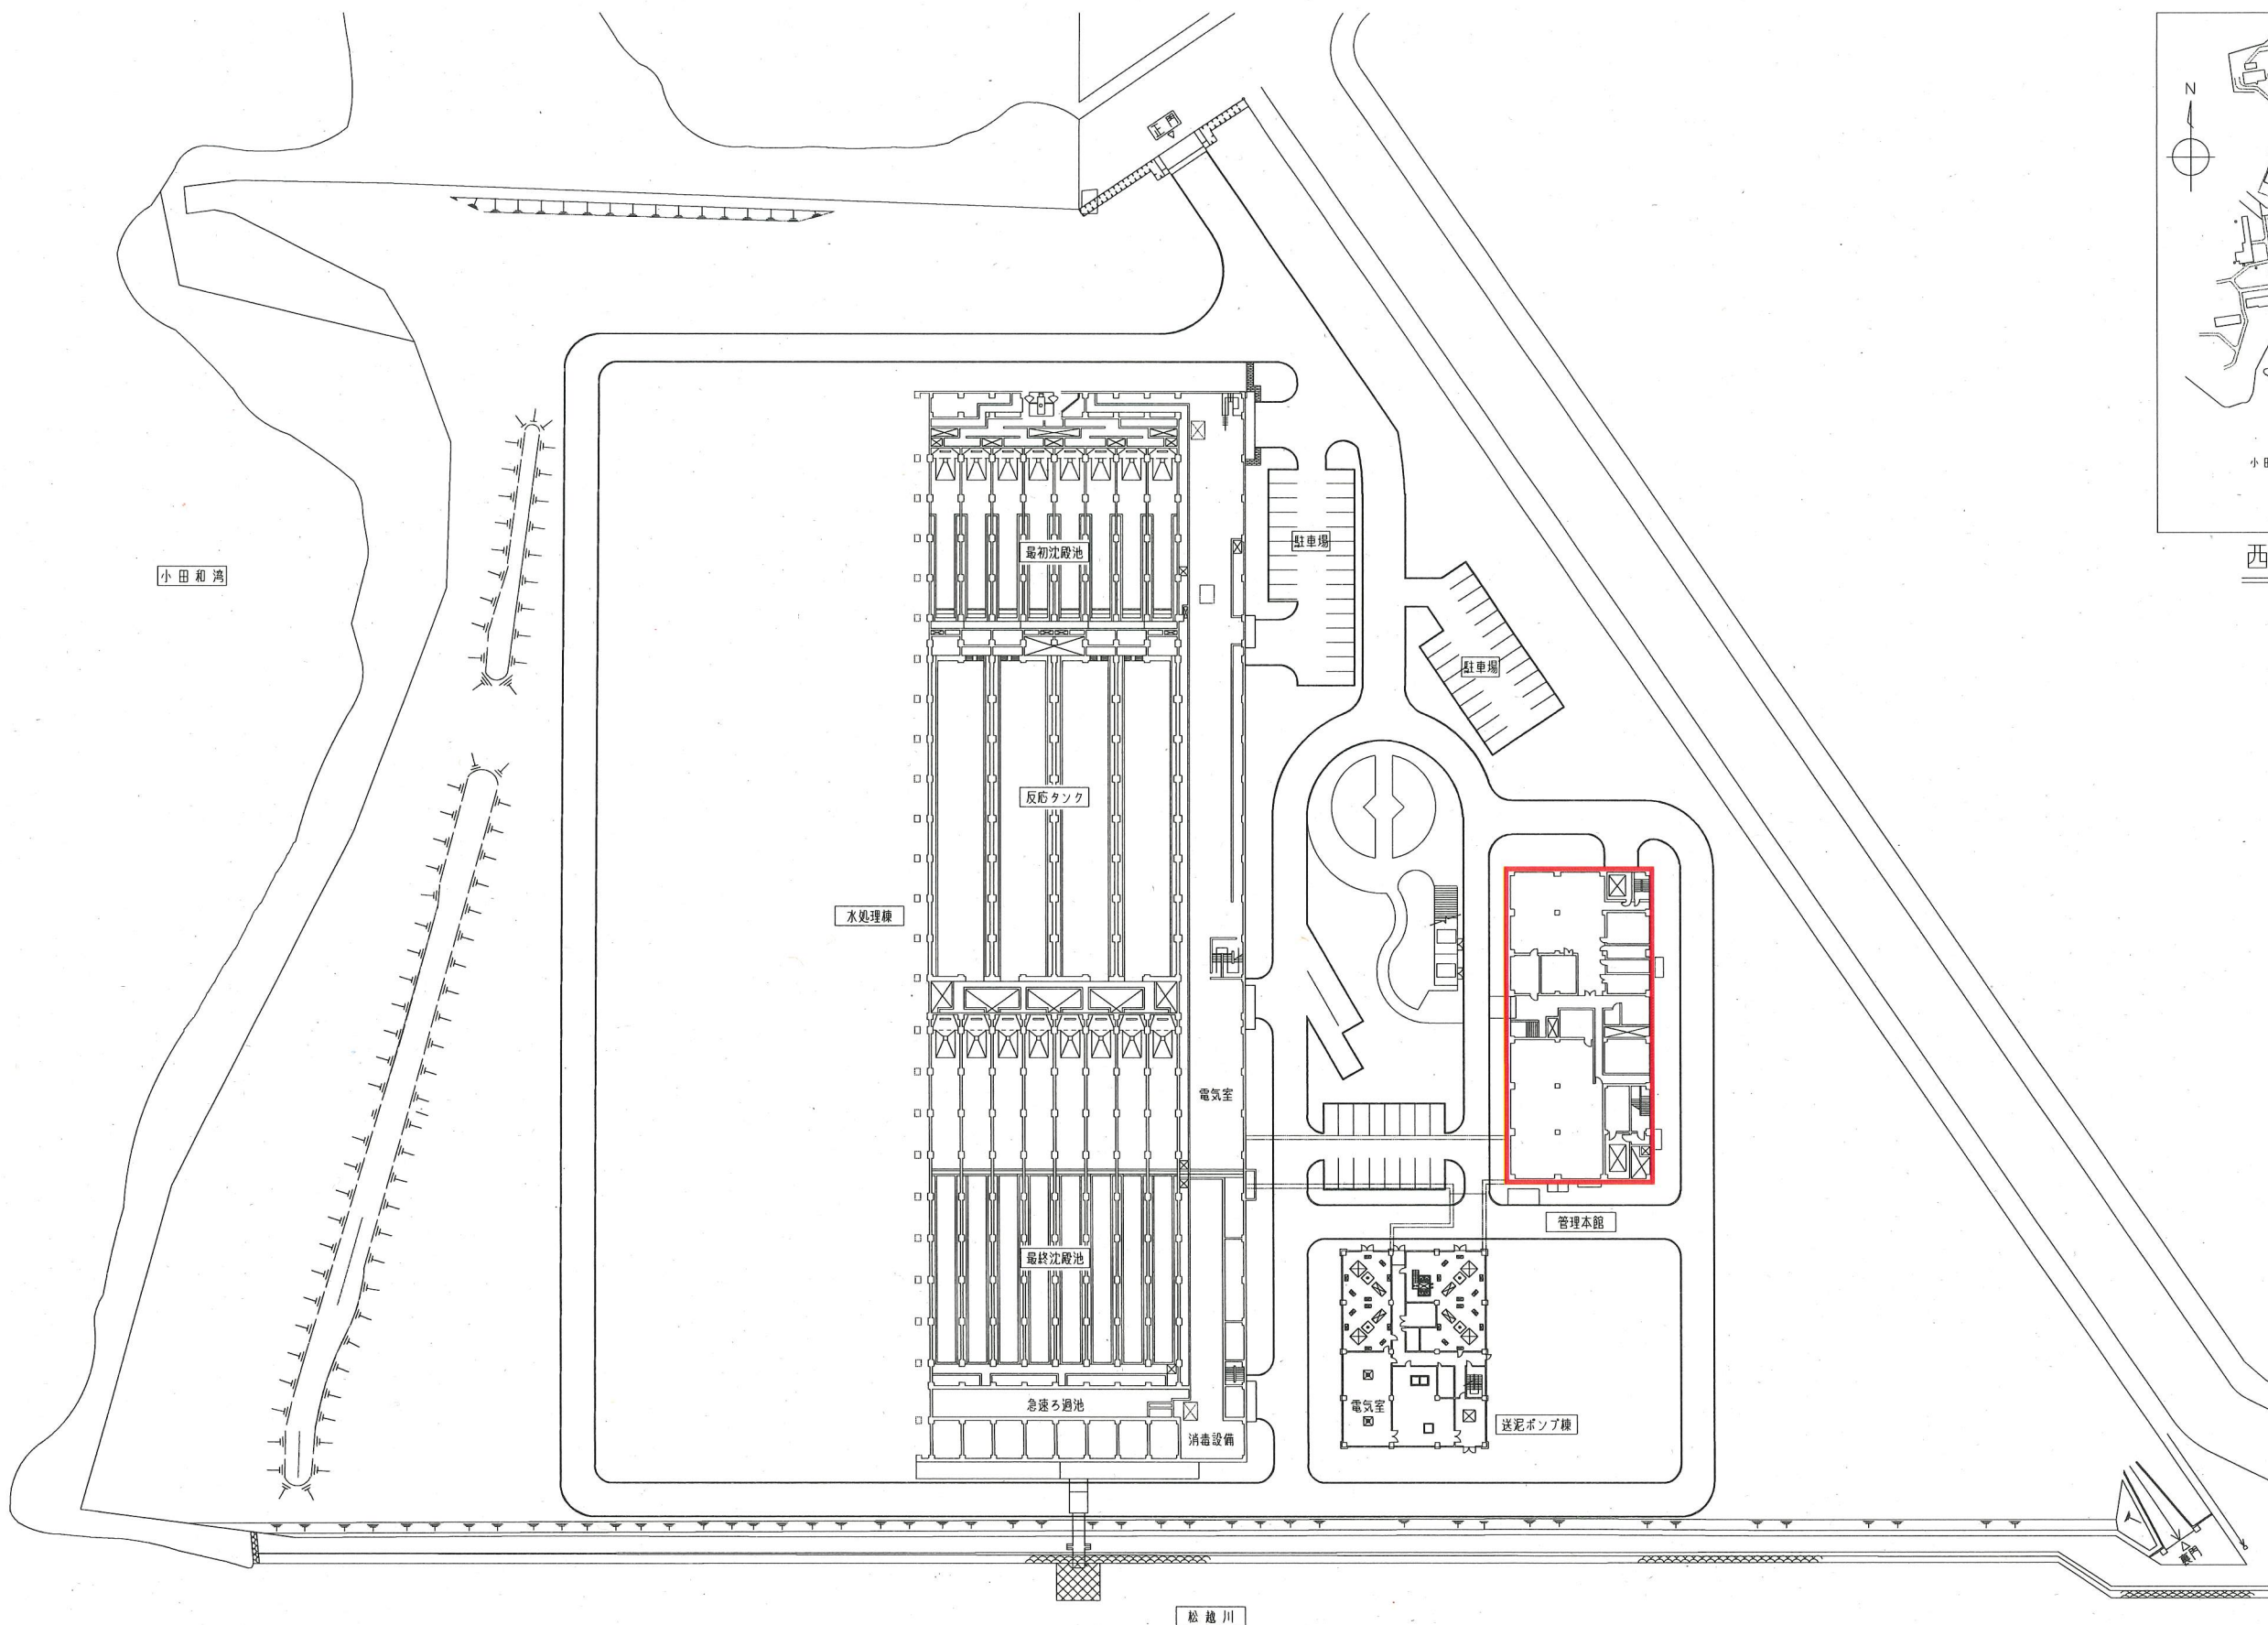 正門
N
小田
西
小田和湾
最初沈殿池
駐車場
駐車場
反応タンク
水処理棟
電気室
管理本館
最終沈殿池
急速ろ過池
電気室
送泥ポンプ棟
消毒設備
裏門
松越川